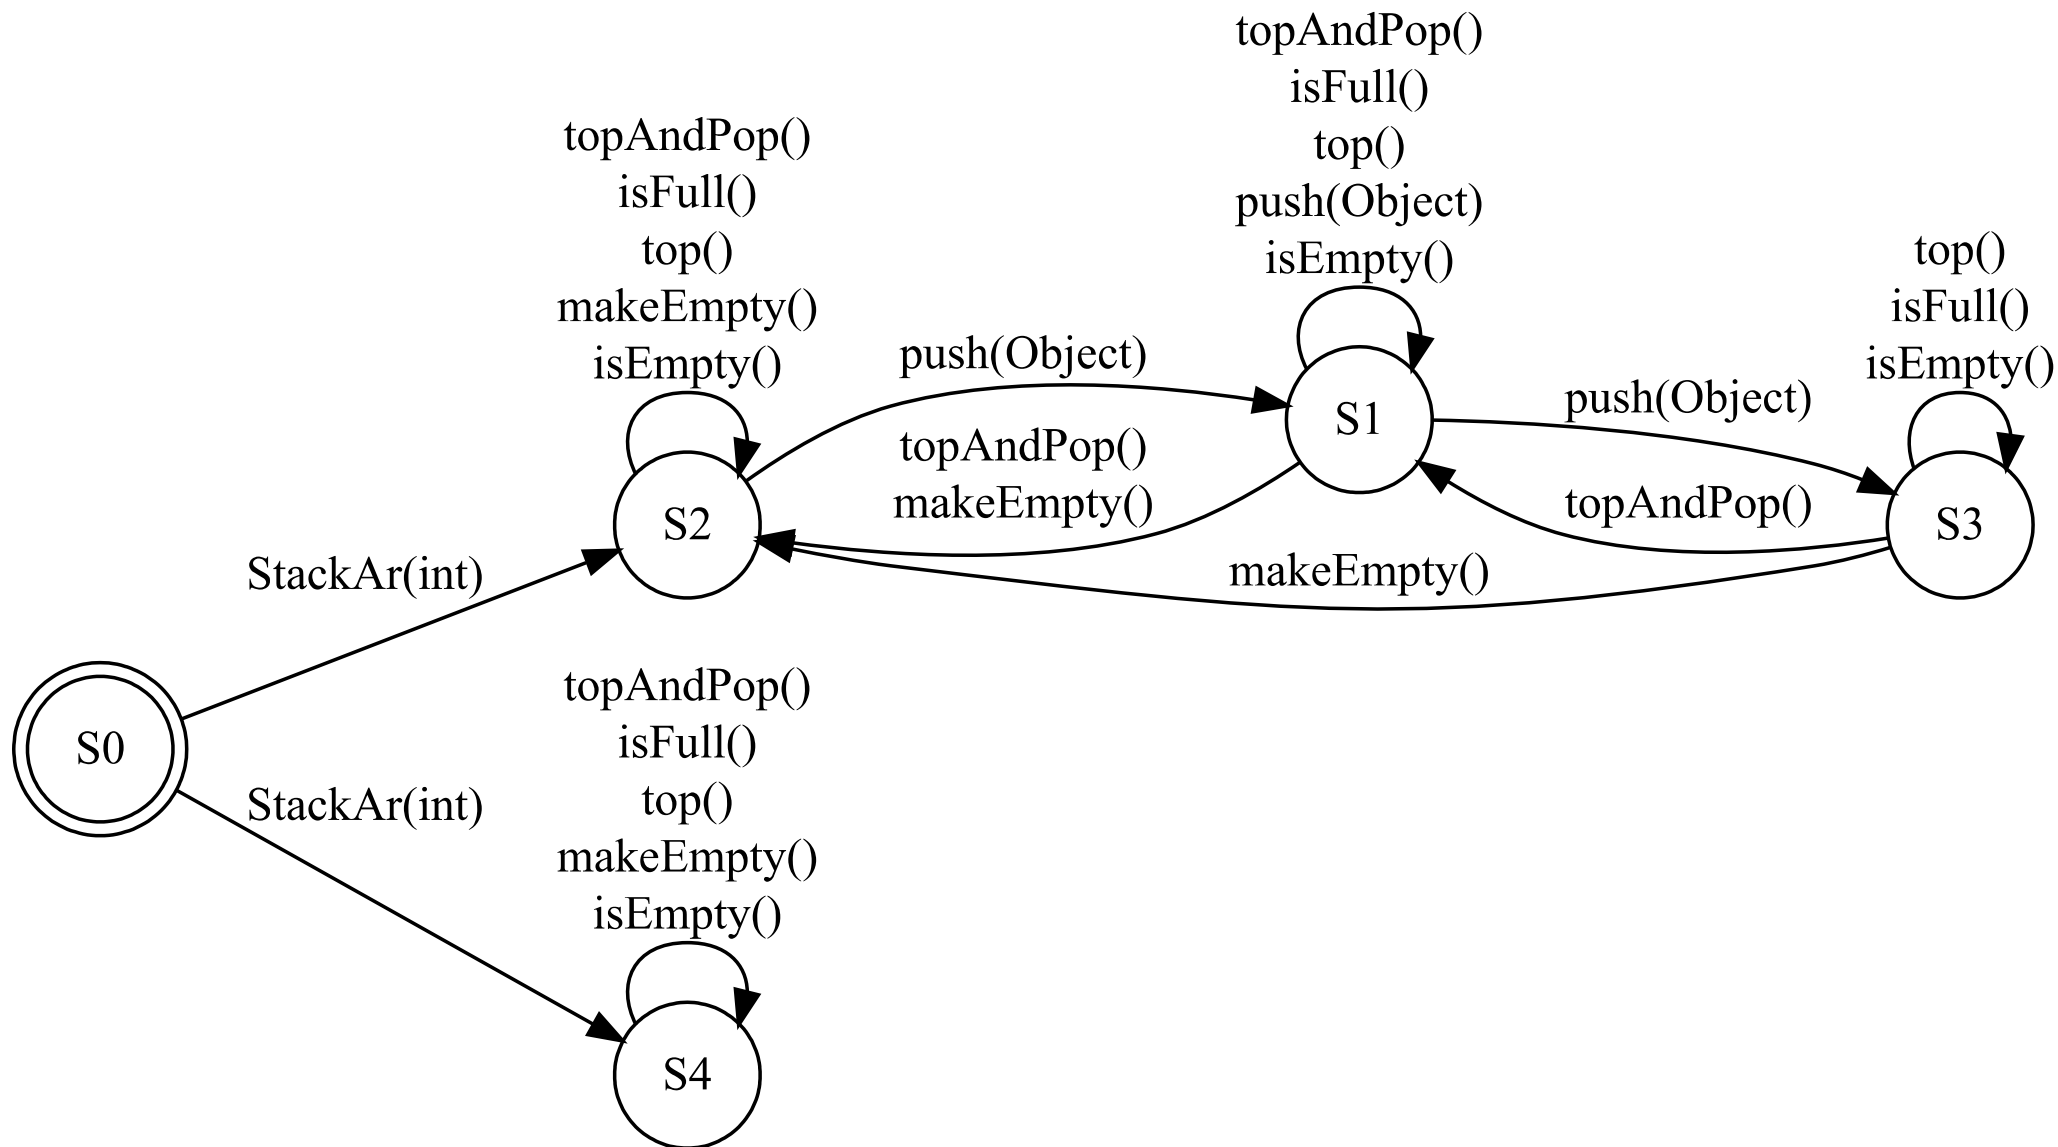 topAndPop()
isFull()
top()
push(Object)
isEmpty()
topAndPop()
isFull()
top()
makeEmpty()
isEmpty()
top()
isFull()
isEmpty()
push(Object)
push(Object)
S1
topAndPop()
makeEmpty()
topAndPop()
S2
S3
StackAr(int)
makeEmpty()
topAndPop()
isFull()
top()
makeEmpty()
isEmpty()
S0
StackAr(int)
S4